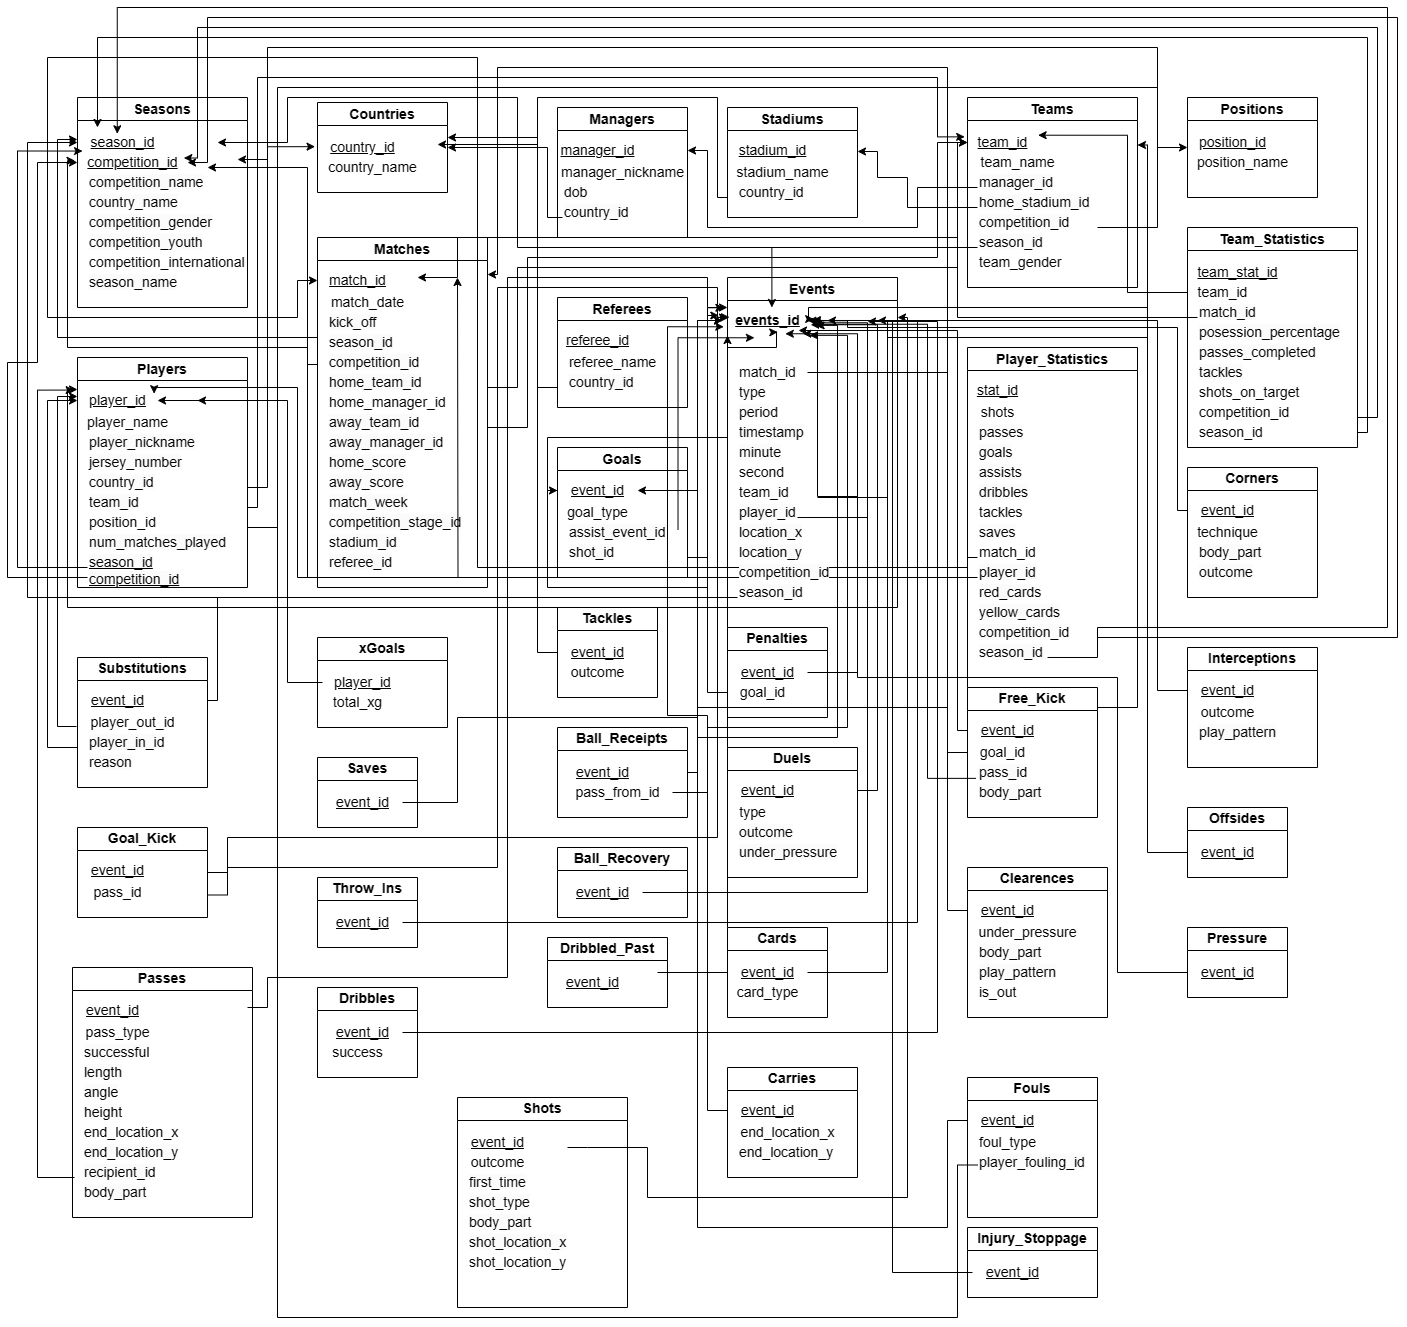 Seasons
season_id
competition_id
competition_name
country_name
competition_gender
competition_youth
competition_international
season_name
Countries
country_id
country_name
Managers
manager_id
manager_nickname
dob
country_id
Stadiums
stadium_id
stadium_name
country_id
Teams
team_id
team_name
manager_id
home_stadium_id
competition_id
season_id
team_gender
Positions
position_id
position_name
Team_Statistics
team_stat_id
team_id
match_id
posession_percentage
passes_completed
tackles
shots_on_target
competition_id
season_id
Matches
match_id
match_date
kick_off
season_id
competition_id
home_team_id
home_manager_id
away_team_id
away_manager_id
home_score
away_score
match_week
competition_stage_id
stadium_id
referee_id
Referees
referee_id
referee_name
country_id
Events
events_id
match_id
type
period
timestamp
minute
second
team_id
player_id
location_x
location_y
competition_id
season_id
Player_Statistics
stat_id
shots
passes
goals
assists
dribbles
tackles
saves
match_id
player_id
red_cards
yellow_cards
competition_id
season_id
Players
player_id
player_name
player_nickname
jersey_number
country_id
team_id
position_id
num_matches_played
season_id
competition_id
Goals
event_id
goal_type
assist_event_id
shot_id
Corners
event_id
technique
body_part
outcome
Tackles
event_id
outcome
Penalties
event_id
goal_id
Interceptions
event_id
outcome
play_pattern
Substitutions
event_id
player_out_id
player_in_id
reason
xGoals
player_id
total_xg
Free_Kick
event_id
goal_id
pass_id
body_part
Ball_Receipts
event_id
pass_from_id
Duels
event_id
type
outcome
under_pressure
Saves
event_id
Offsides
event_id
Goal_Kick
event_id
pass_id
Ball_Recovery
event_id
Throw_Ins
event_id
Clearences
event_id
under_pressure
body_part
play_pattern
is_out
Dribbled_Past
event_id
Cards
event_id
card_type
Pressure
event_id
Passes
event_id
pass_type
successful
length
angle
height
end_location_x
end_location_y
recipient_id
body_part
Dribbles
event_id
success
Carries
event_id
end_location_x
end_location_y
Fouls
event_id
foul_type
player_fouling_id
Shots
event_id
outcome
first_time
shot_type
body_part
shot_location_x
shot_location_y
Injury_Stoppage
event_id